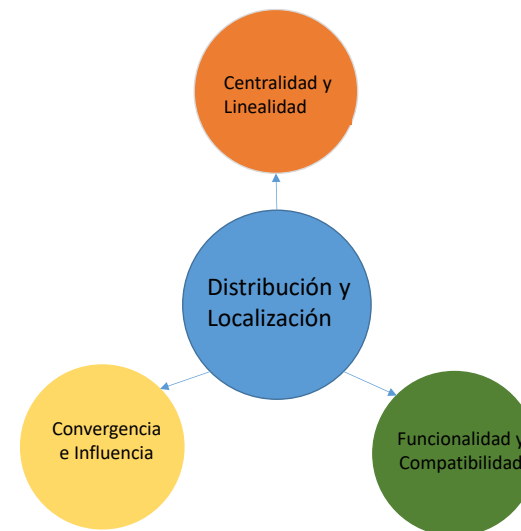 Centralidad y
Linealidad
Distribución y
Localización
Convergencia
e Influencia
Funcionalidad y
Compatibilidad